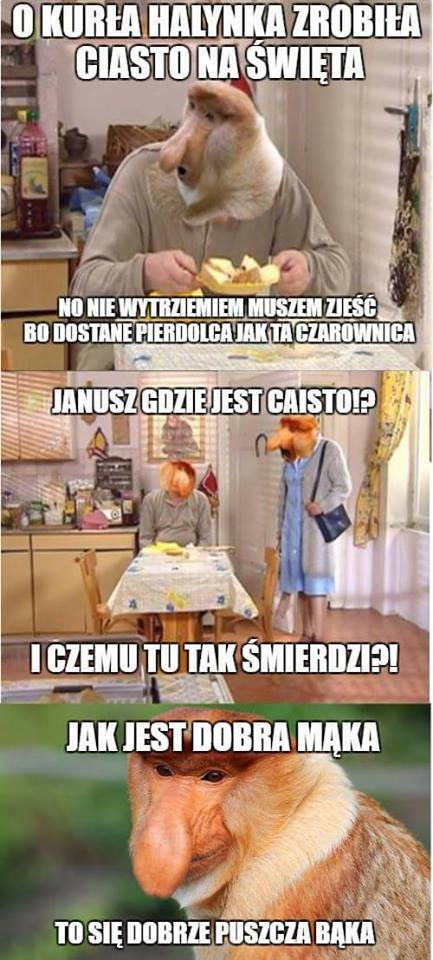 O KURŁA HALYNKA ZROBIŁA
CIASTO NA ŚWIĘTA
NO NIE WYTRZIEMIEM MUSZEM ZJEŚĆ
BO DOSTANE PIERDOLCA JAK TA CZAROWNICA
JANUSZ GDZIE JEST CAISTO!?
I CZEMU TU TAK ŚMIERDZI?!
JAK JEST DOBRA MĄKA
TO SIĘ DOBRZE PUSZCZA BĄKA